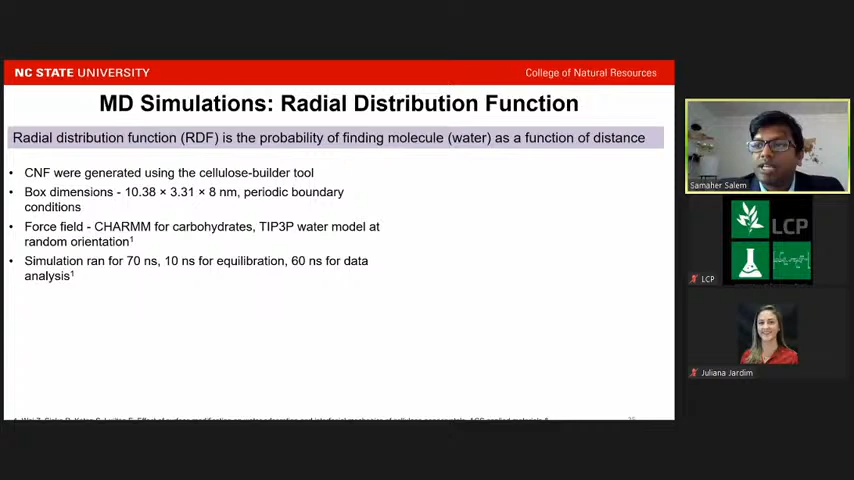 NC STATE UNIVERSITY
College of Natural Resources
MD Simulations: Radial Distribution Function
Radial distribution function (RDF) is the probability of finding molecule (water) as a function of distance
• CNF were generated using the cellulose-builder tool
• Box dimensions - 10.38 × 3.31 × 8 nm, periodic boundary
conditions
• Force field - CHARMM for carbohydrates, TIP3P water model at
random orientation¹
• Simulation ran for 70 ns, 10 ns for equilibration, 60 ns for data
analysis¹
Samaher Salem
LCP
LCP
Juliana Jardim